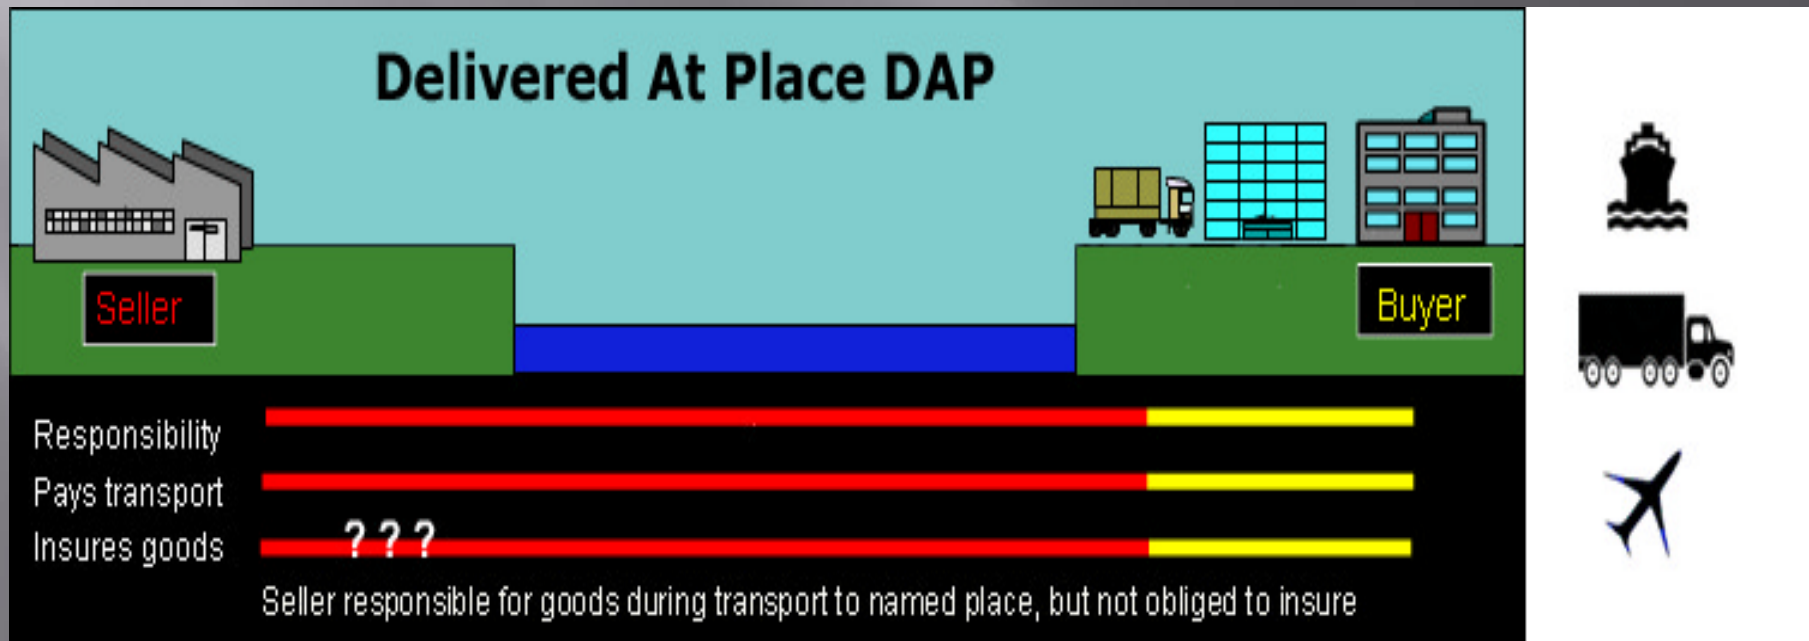 Delivered At Place DAP
Seller
Buyer
Responsibility
Pays transport
? ? ?
Insures goods
Seller responsible for goods during transport to named place, but not obliged to insure